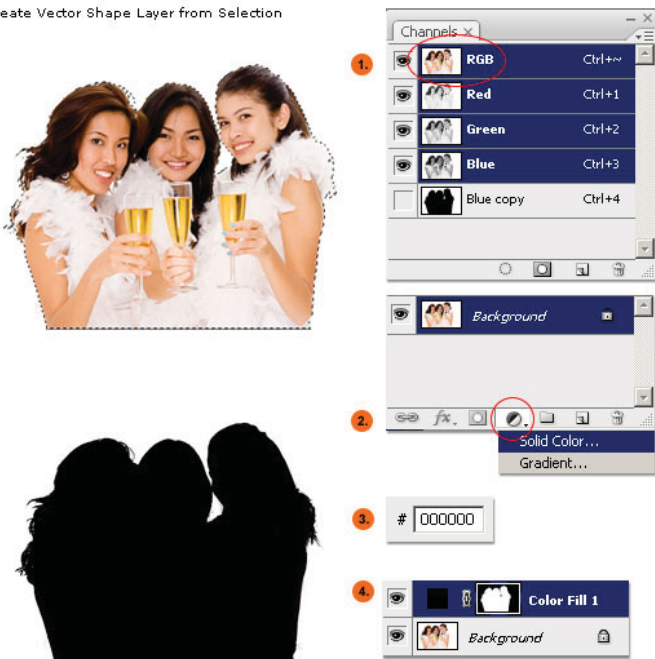 eate Vector Shape Layer from Selection
Channels ×
1.
RGB Ctrl+~
Red Ctrl+1
Green Ctrl+2
Blue Ctrl+3
Blue copy Ctrl+4
Background
2.
fx.
Solid Color...
Gradient...
3.
# 000000
4.
Color Fill 1
Background